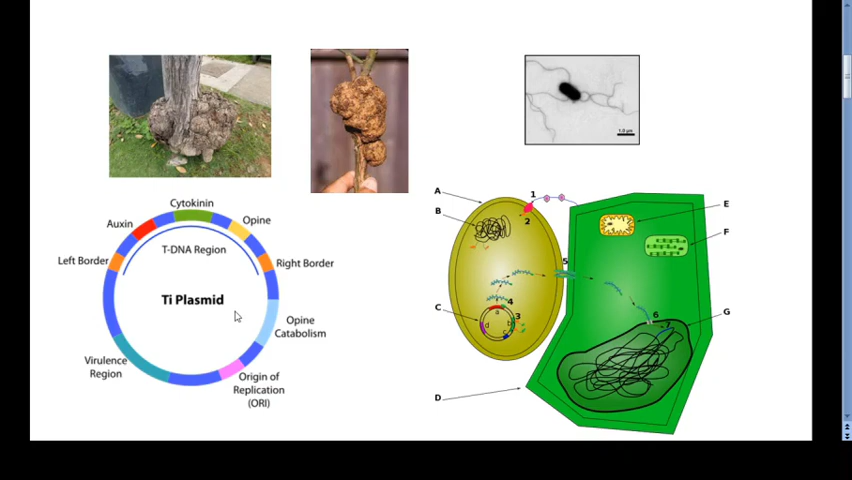 1.0 μm
Cytokinin
Auxin
Opine
T-DNA Region
Left Border
Right Border
Ti Plasmid
Opine
Catabolism
Virulence
Region
Origin of
Replication
(ORI)
A
B
C
D
E
F
G
1
2
3
4
5
6
7
a
b
c
d